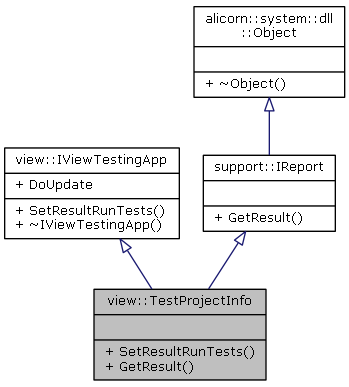 alicorn::system::dll
::Object
+ ~Object()
view::IViewTestingApp
+ DoUpdate
+ SetResultRunTests()
+ ~IViewTestingApp()
support::IReport
+ GetResult()
view::TestProjectInfo
+ SetResultRunTests()
+ GetResult()